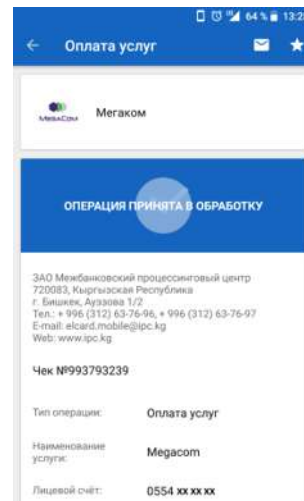 64 % 13:2
Оплата услуг
MEGACOM
Мегаком
ОПЕРАЦИЯ ПРИНЯТА В ОБРАБОТКУ
ЗАО Межбанковский процессинговый центр
720083, Кыргызская Республика
г. Бишкек, Ауэзова 1/2
Тел.: + 996 (312) 63-76-96, + 996 (312) 63-76-97
E-mail: elcard.mobile@ipc.kg
Web: www.ipc.kg
Чек №993793239
Тип операции: Оплата услуг
Наименование
услуги: Megacom
Лицевой счёт: 0554 xx xx xx